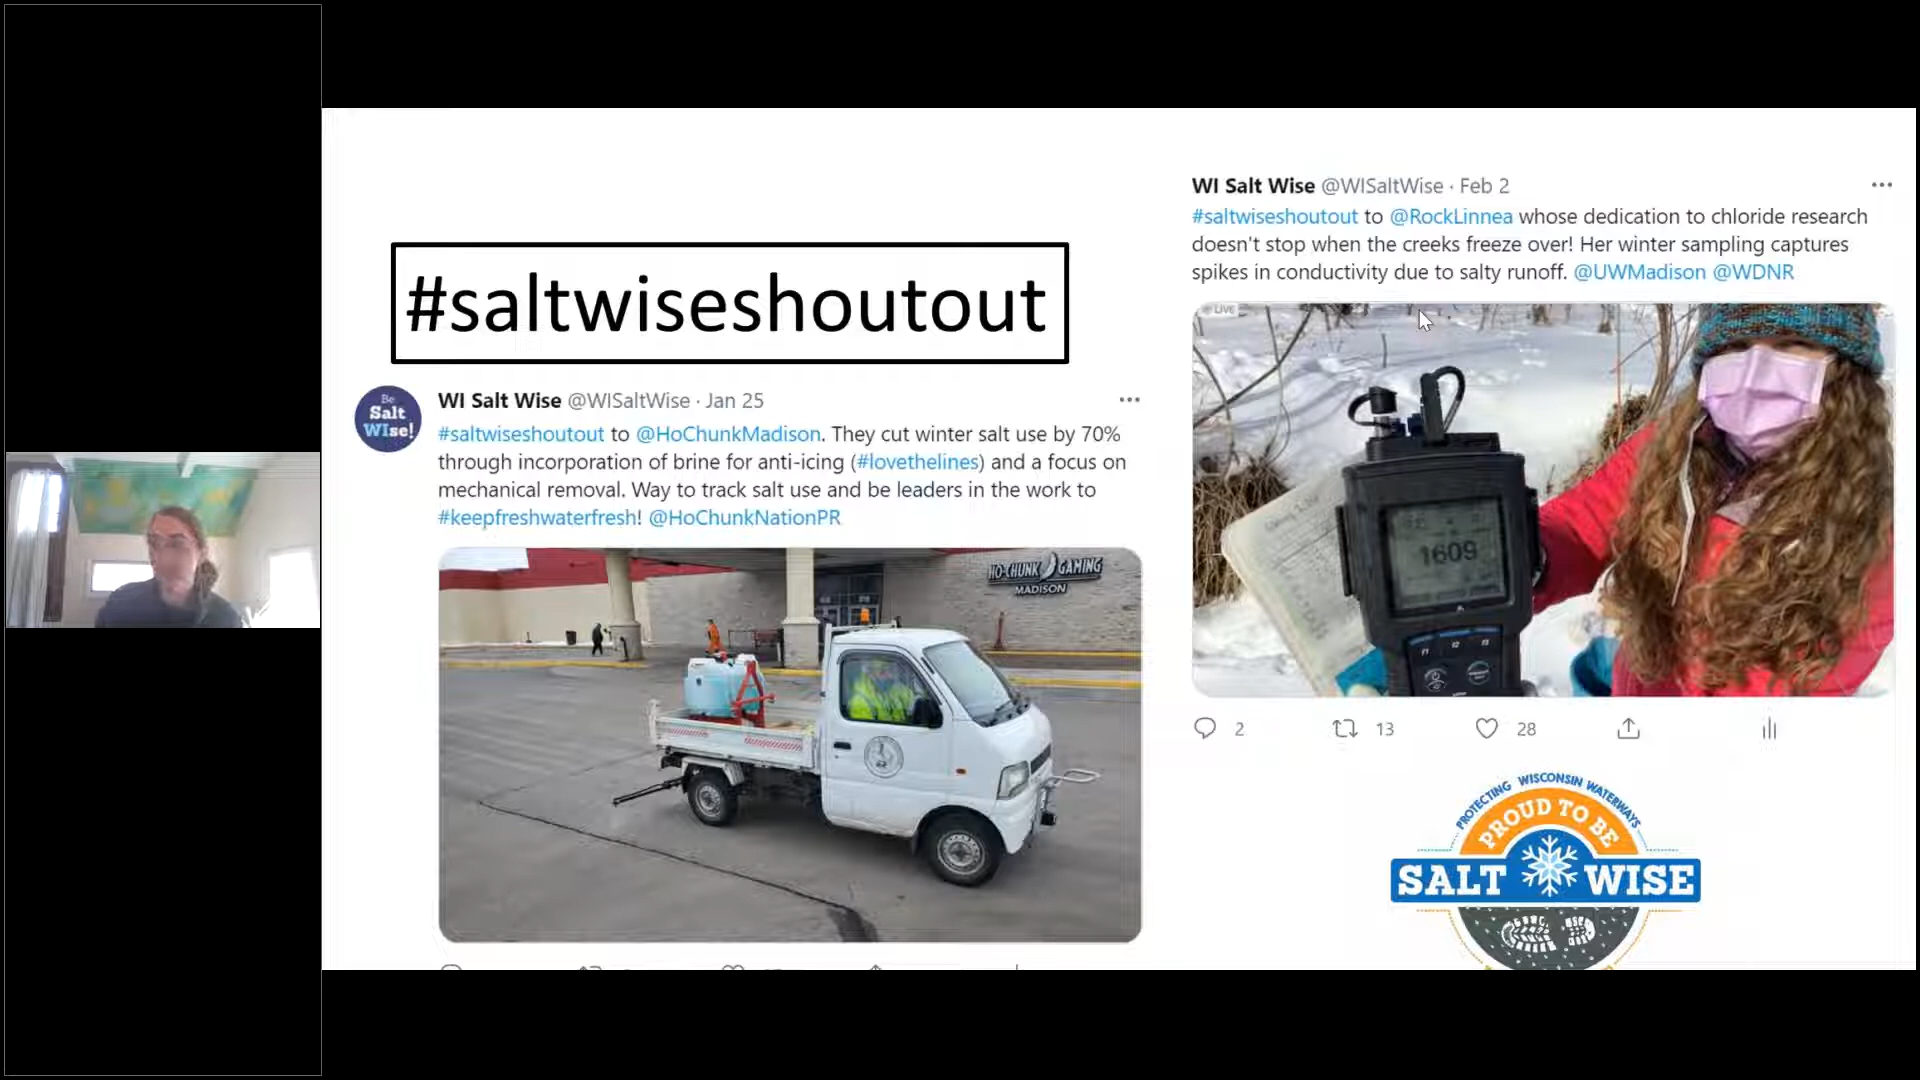 #saltwiseshoutout
Be
Salt
WIse!
WI Salt Wise @WISaltWise · Jan 25
#saltwiseshoutout to @HoChunkMadison. They cut winter salt use by 70%
through incorporation of brine for anti-icing (#lovethelines) and a focus on
mechanical removal. Way to track salt use and be leaders in the work to
#keepfreshwaterfresh! @HoChunkNationPR
HO-CHUNK GAMING
MADISON
WI Salt Wise @WISaltWise · Feb 2
#saltwiseshoutout to @RockLinnea whose dedication to chloride research
doesn't stop when the creeks freeze over! Her winter sampling captures
spikes in conductivity due to salty runoff. @UWMadison @WDNR
LIVE
1609
F1 F2 F3
2 13 28
PROTECTING WISCONSIN WATERWAYS
PROUD TO BE
SALT WISE